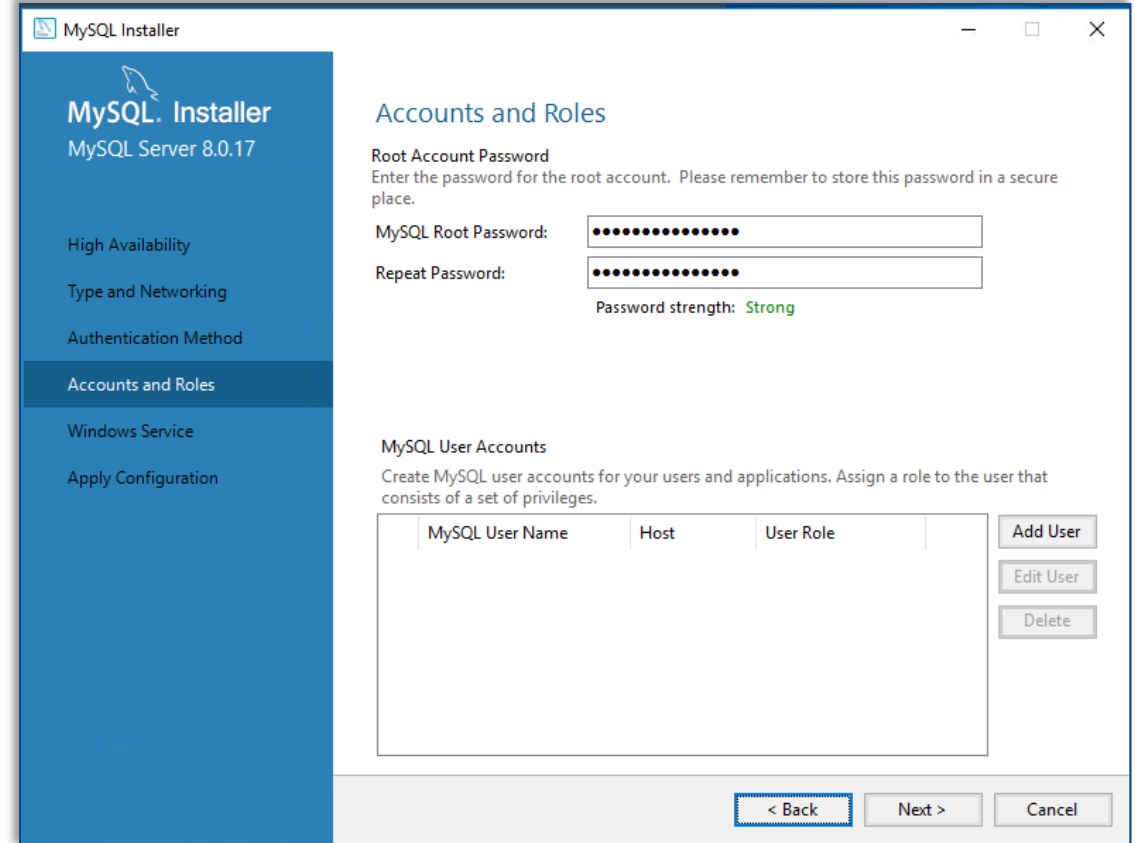 MySQL Installer
MySQL. Installer
MySQL Server 8.0.17
High Availability
Type and Networking
Authentication Method
Accounts and Roles
Windows Service
Apply Configuration
Accounts and Roles
Root Account Password
Enter the password for the root account. Please remember to store this password in a secure
place.
MySQL Root Password: ●●●●●●●●●●●●●●●
Repeat Password: ●●●●●●●●●●●●●●●
Password strength: Strong
MySQL User Accounts
Create MySQL user accounts for your users and applications. Assign a role to the user that
consists of a set of privileges.
MySQL User Name Host User Role
Add User
Edit User
Delete
< Back Next > Cancel